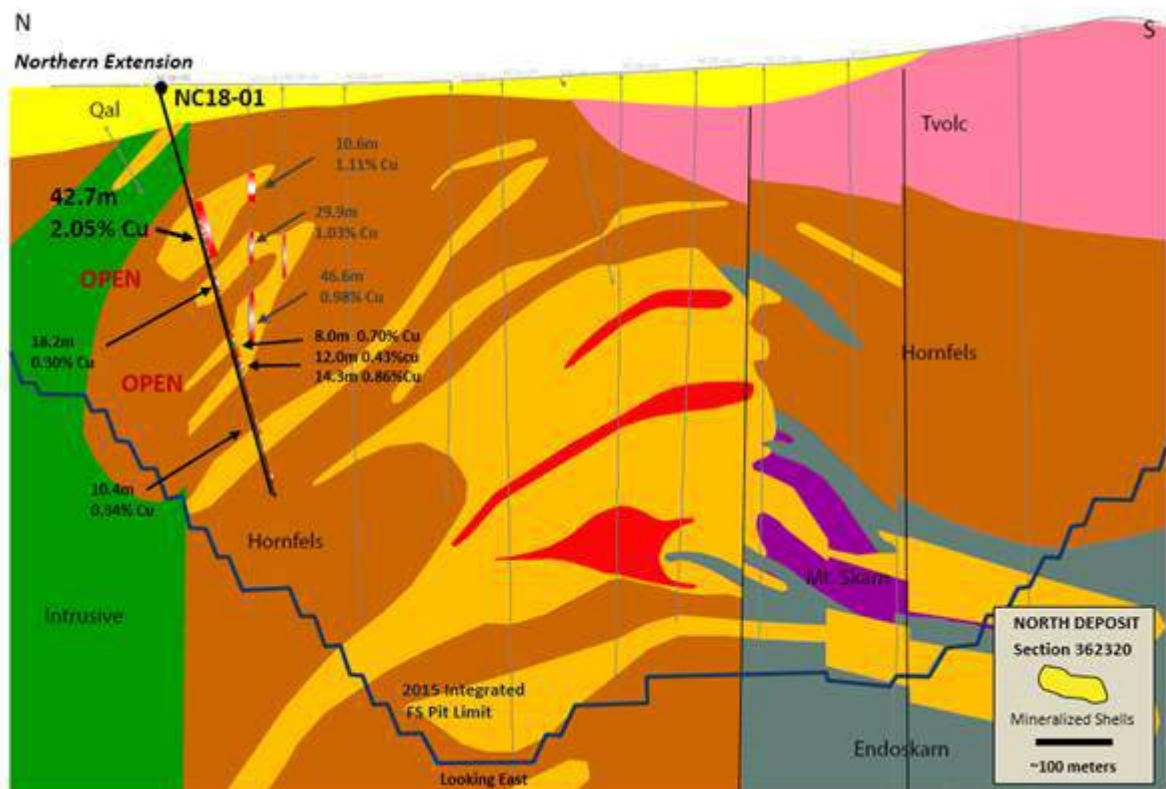 N
S
Northern Extension
NC18-01
Qal
Tvolc
10.6m
1.11% Cu
42.7m
2.05% Cu
29.9m
1.03% Cu
OPEN
46.6m
0.98% Cu
18.2m
0.90% Cu
8.0m 0.70% Cu
12.0m 0.43%cu
14.3m 0.86%Cu
Hornfels
OPEN
10.4m
0.34% Cu
Hornfels
Mt. Skarn
Intrusive
NORTH DEPOSIT
Section 362320
Mineralized Shells
~100 meters
2015 Integrated
FS Pit Limit
Endoskarn
Looking East